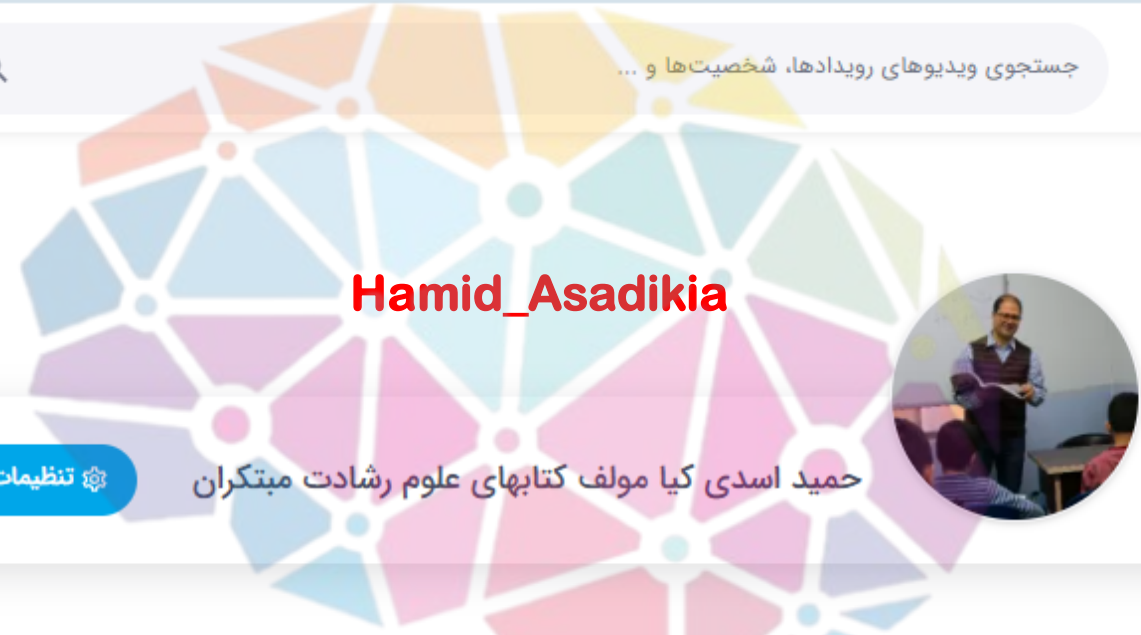 جستجوی ویدیوهای رویدادها، شخصیت‌ها و ...
Hamid_Asadikia
حمید اسدی کیا مولف کتابهای علوم رشادت مبتکران
تنظیمات